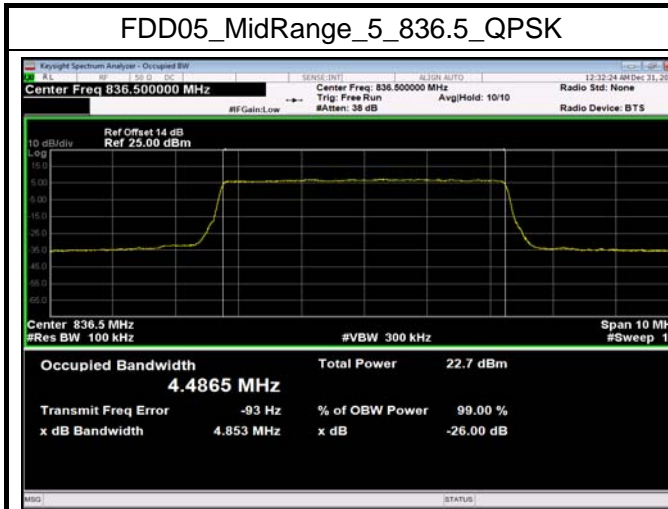 FDD05_MidRange_5_836.5_QPSK
Keysight Spectrum Analyzer - Occupied BW
RL RF 50 Ω DC SENSE:INT ALIGN AUTO 12:32:24 AM Dec 31, 20
Center Freq 836.500000 MHz
Center Freq: 836.500000 MHz
Radio Std: None
Trig: Free Run Avg|Hold: 10/10
#IFGain:Low #Atten: 38 dB Radio Device: BTS
Ref Offset 14 dB
10 dB/div Ref 25.00 dBm
Log
15.0
5.00
-5.00
-15.0
-25.0
-35.0
-45.0
-55.0
-65.0
Center 836.5 MHz Span 10 MH
#Res BW 100 kHz #VBW 300 kHz #Sweep 1
Occupied Bandwidth Total Power 22.7 dBm
4.4865 MHz
Transmit Freq Error -93 Hz % of OBW Power 99.00 %
x dB Bandwidth 4.853 MHz x dB -26.00 dB
MSG STATUS